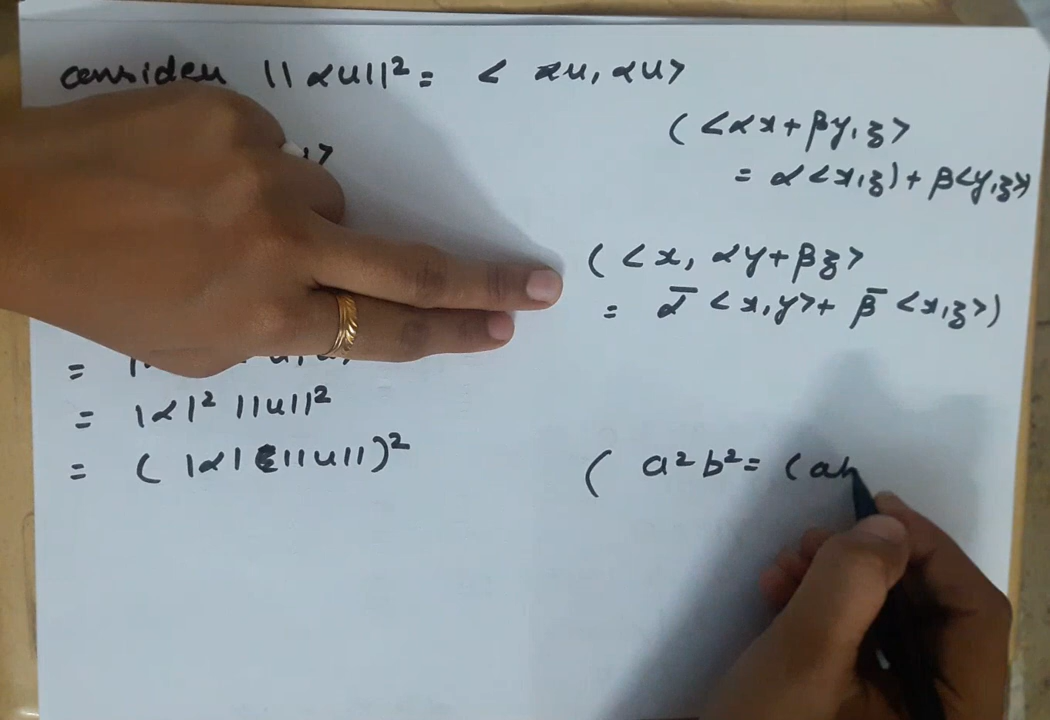 consider ||αu||² = < αu, αu>
(<αx+βy,z>
= α<x,z)+ β<y,z>)
(<x, αy+βz>
= ᾱ <x,y>+ β̄ <x,z>)
=
= |α|² ||u||²
= ( |α| ||u||)²
( a²b² = (ab